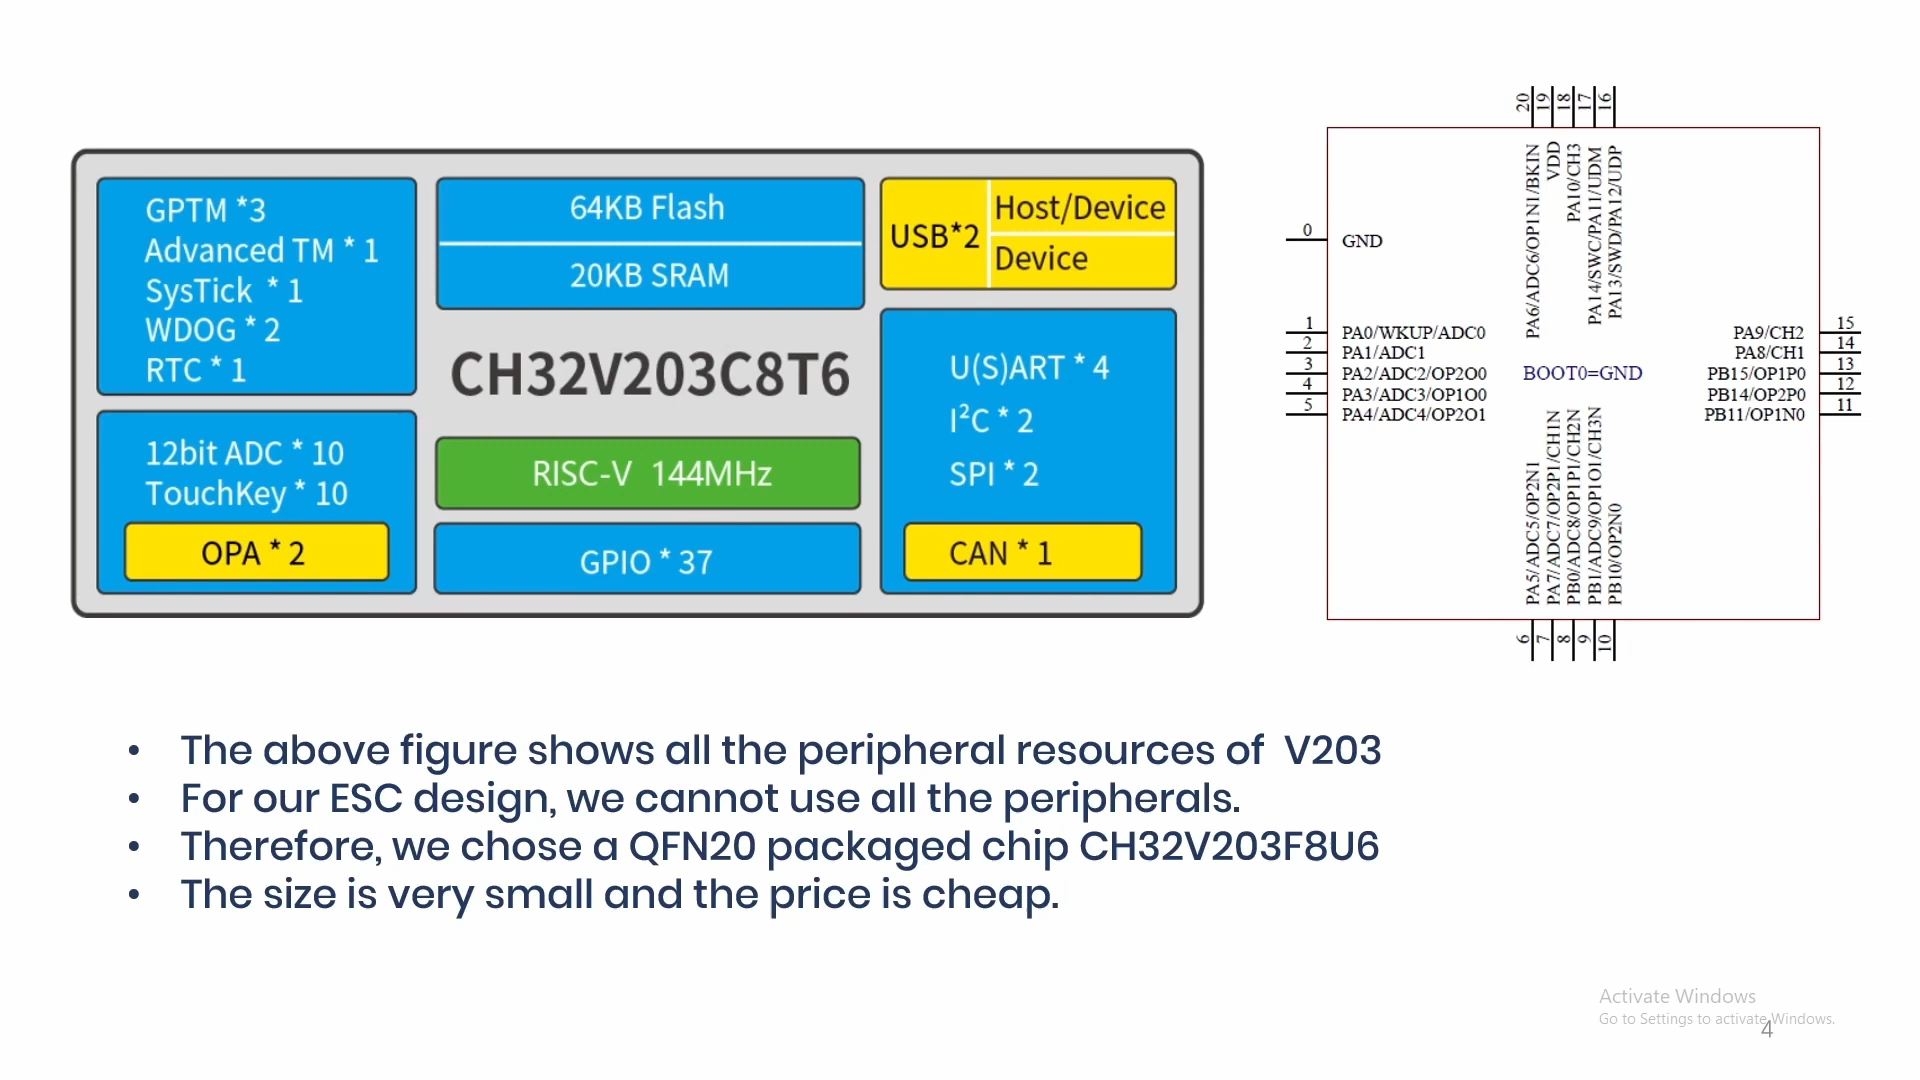 GPTM *3
Advanced TM * 1
SysTick * 1
WDOG * 2
RTC * 1
12bit ADC * 10
TouchKey * 10
OPA * 2
64KB Flash
20KB SRAM
CH32V203C8T6
RISC-V 144MHz
GPIO * 37
USB*2
Host/Device
Device
U(S)ART * 4
I²C * 2
SPI * 2
CAN * 1
20
19
18
17
16
PA6/ADC6/OP1N1/BKIN
VDD
PA10/CH3
PA14/SWC/PA11/UDM
PA13/SWD/PA12/UDP
0
GND
1
PA0/WKUP/ADC0
2
PA1/ADC1
3
PA2/ADC2/OP2O0
4
PA3/ADC3/OP1O0
5
PA4/ADC4/OP2O1
BOOT0=GND
PA9/CH2
15
PA8/CH1
14
PB15/OP1P0
13
PB14/OP2P0
12
PB11/OP1N0
11
PA5/ADC5/OP2N1
PA7/ADC7/OP2P1/CH1N
PB0/ADC8/OP1P1/CH2N
PB1/ADC9/OP1O1/CH3N
PB10/OP2N0
6
7
8
9
10
• The above figure shows all the peripheral resources of V203
• For our ESC design, we cannot use all the peripherals.
• Therefore, we chose a QFN20 packaged chip CH32V203F8U6
• The size is very small and the price is cheap.
Activate Windows
Go to Settings to activate Windows.
4